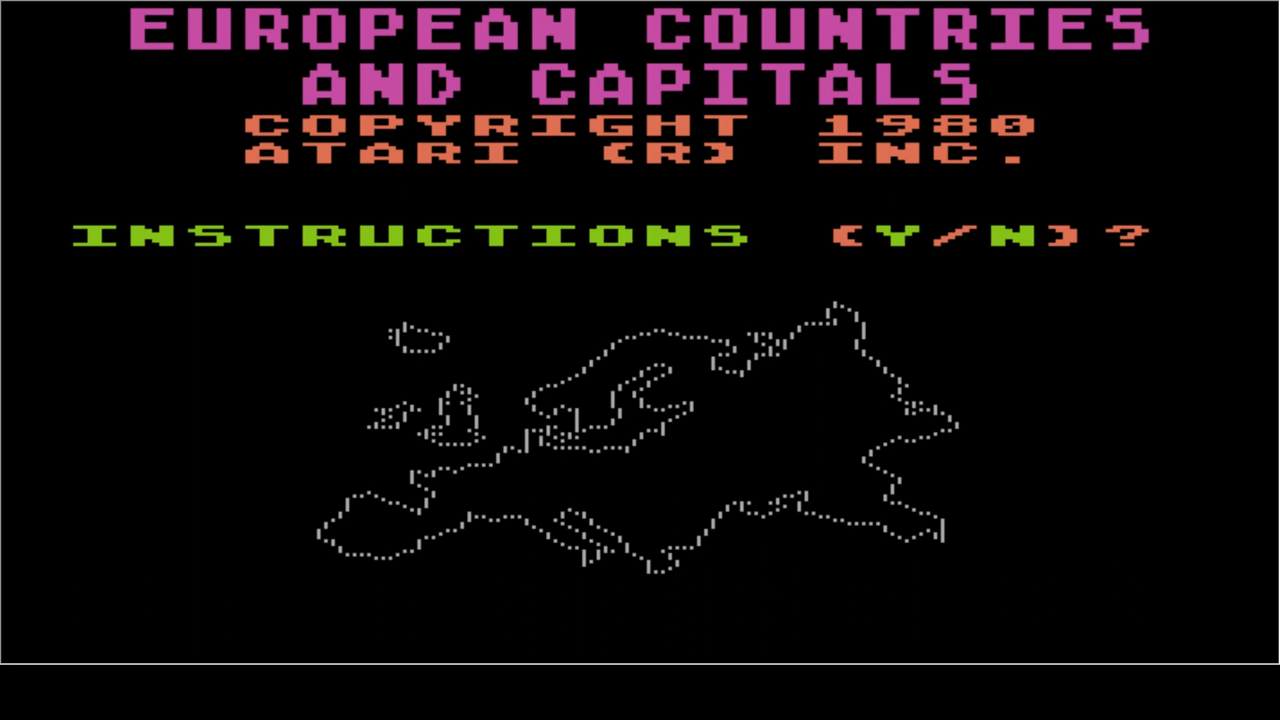 EUROPEAN COUNTRIES
AND CAPITALS
COPYRIGHT 1980
ATARI (R) INC.
INSTRUCTIONS (Y/N)?